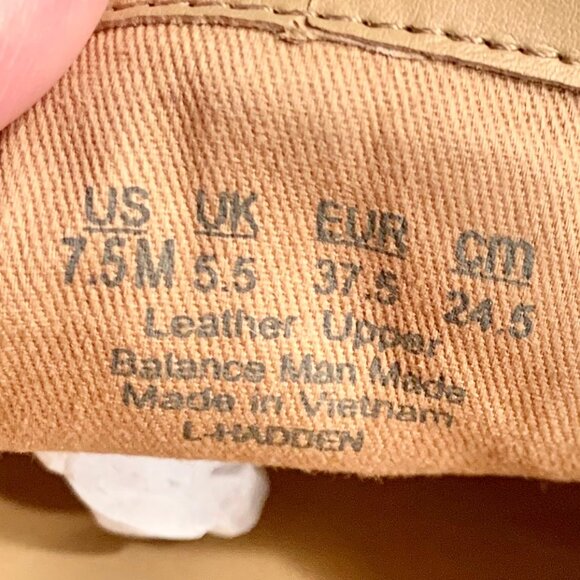 US UK EUR cm
7.5M 5.5 37.5 24.5
Leather Upper
Balance Man Made
Made in Vietnam
L-HADDEN